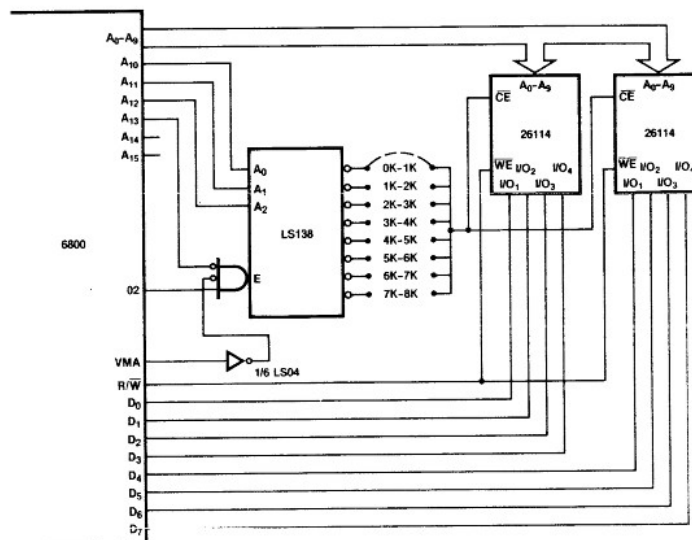 A0–A9
A10
A11
A12
A13
A14
A15
6800
02
VMA
R/W
D0
D1
D2
D3
D4
D5
D6
D7
A0
A1
A2
E
LS138
1/6 LS04
0K-1K
1K-2K
2K-3K
3K-4K
4K-5K
5K-6K
6K-7K
7K-8K
A0–A9
CE
26114
WE I/O2 I/O4
I/O1 I/O3
A0–A9
CE
26114
WE I/O2
I/O1 I/O3